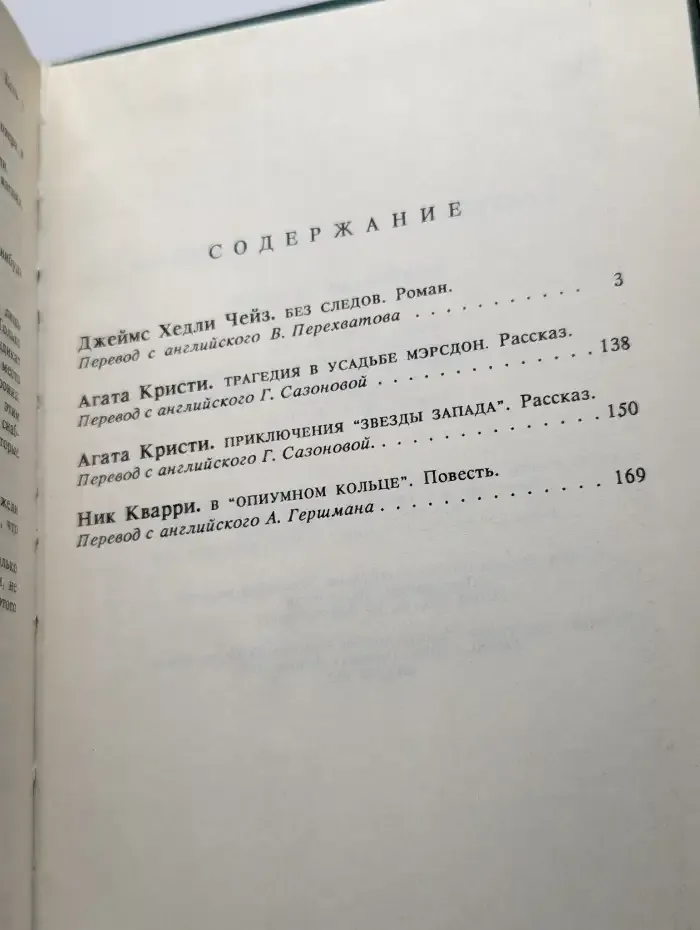 СОДЕРЖАНИЕ
Джеймс Хедли Чейз. БЕЗ СЛЕДОВ. Роман.
Перевод с английского В. Перехватова . . . . . . . . . . . 3
Агата Кристи. ТРАГЕДИЯ В УСАДЬБЕ МЭРСДОН. Рассказ.
Перевод с английского Г. Сазоновой . . . . . . . . . . . . . 138
Агата Кристи. ПРИКЛЮЧЕНИЯ "ЗВЕЗДЫ ЗАПАДА". Рассказ.
Перевод с английского Г. Сазоновой. . . . . . . . . . . . . . 150
Ник Кварри. В "ОПИУМНОМ КОЛЬЦЕ". Повесть.
Перевод с английского А. Гершмана . . . . . . . . . . . . . 169